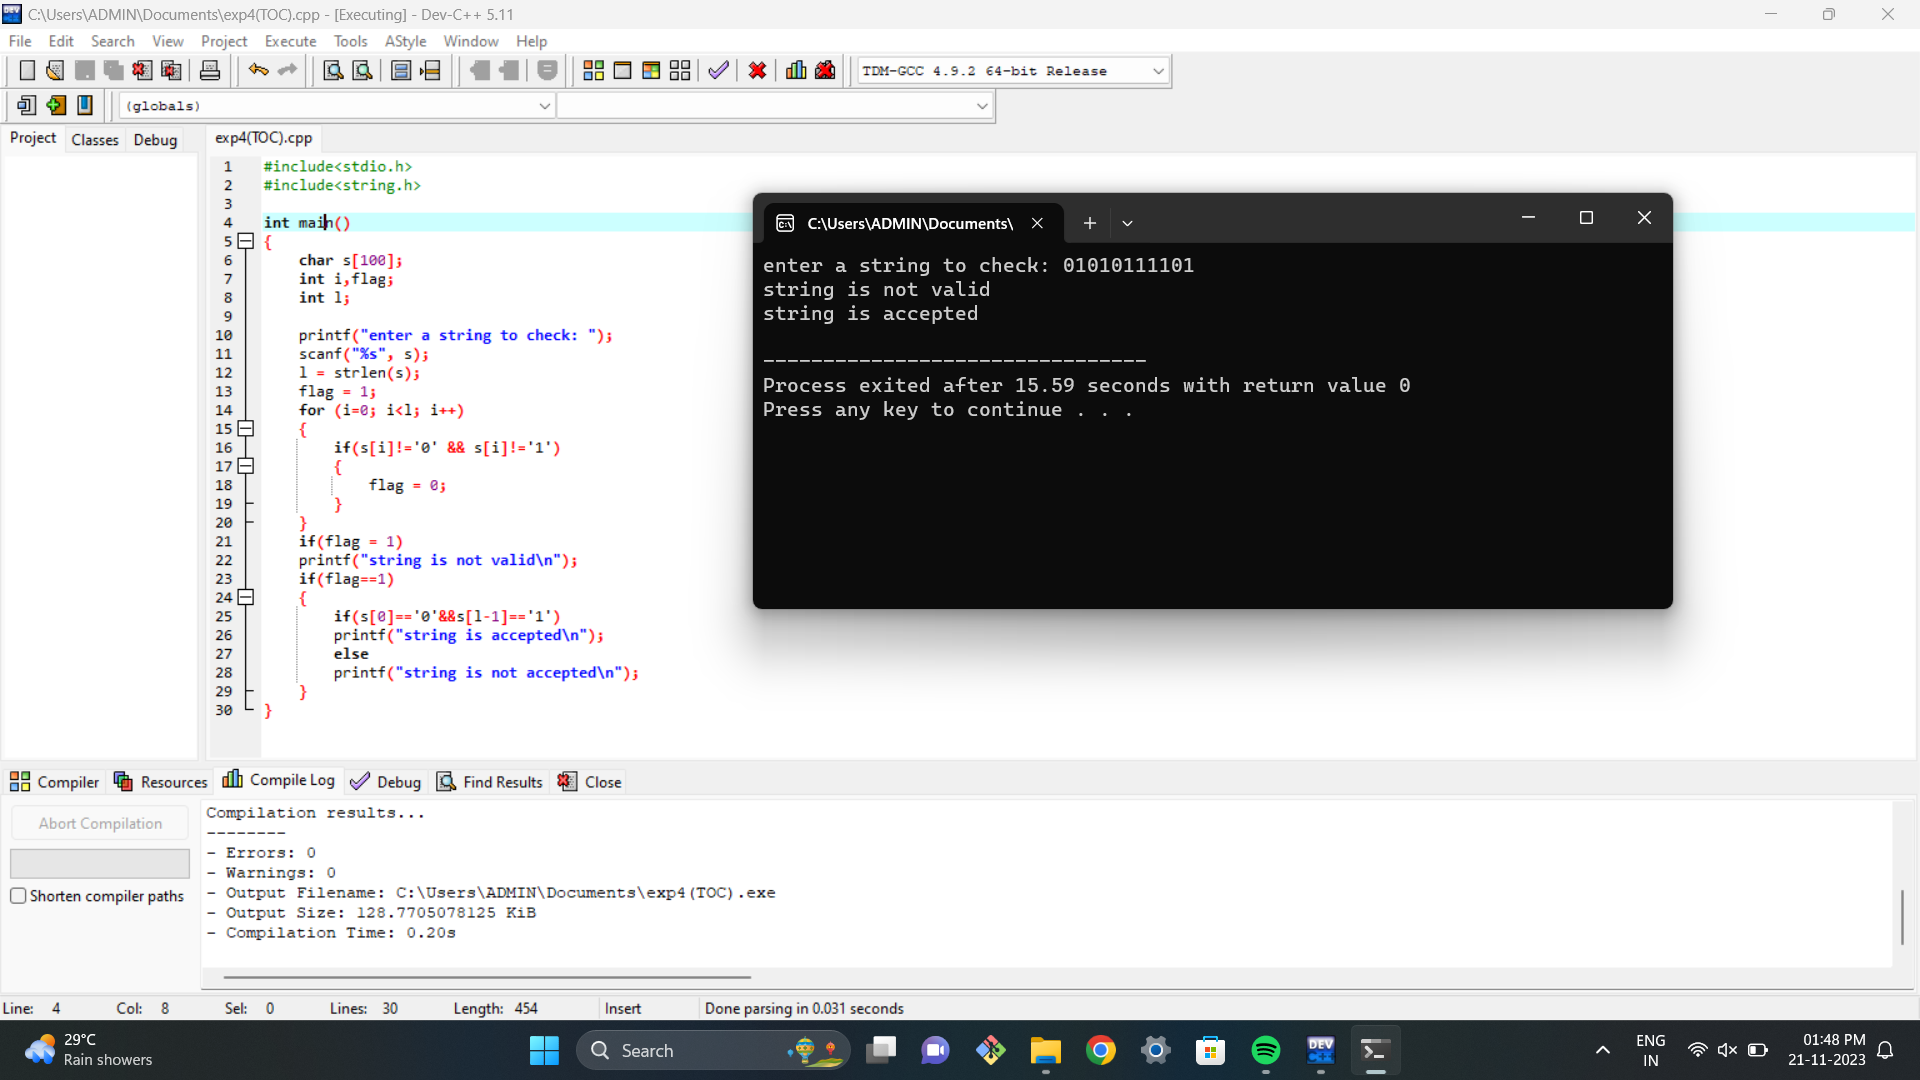 C:\Users\ADMIN\Documents\exp4(TOC).cpp - [Executing] - Dev-C++ 5.11
File Edit Search View Project Execute Tools AStyle Window Help
TDM-GCC 4.9.2 64-bit Release
(globals)
Project Classes Debug exp4(TOC).cpp
1 #include<stdio.h>
2 #include<string.h>
3
4 int main()
5 {
6 char s[100];
7 int i,flag;
8 int l;
9
10 printf("enter a string to check: ");
11 scanf("%s", s);
12 l = strlen(s);
13 flag = 1;
14 for (i=0; i<l; i++)
15 {
16 if(s[i]!='0' && s[i]!='1')
17 {
18 flag = 0;
19 }
20 }
21 if(flag = 1)
22 printf("string is not valid\n");
23 if(flag==1)
24 {
25 if(s[0]=='0'&&s[l-1]=='1')
26 printf("string is accepted\n");
27 else
28 printf("string is not accepted\n");
29 }
30 }
C:\Users\ADMIN\Documents\
enter a string to check: 01010111101
string is not valid
string is accepted
--------------------------------
Process exited after 15.59 seconds with return value 0
Press any key to continue . . .
Compiler Resources Compile Log Debug Find Results Close
Abort Compilation
Shorten compiler paths
Compilation results...
--------
- Errors: 0
- Warnings: 0
- Output Filename: C:\Users\ADMIN\Documents\exp4(TOC).exe
- Output Size: 128.7705078125 KiB
- Compilation Time: 0.20s
Line: 4 Col: 8 Sel: 0 Lines: 30 Length: 454 Insert Done parsing in 0.031 seconds
29°C
Rain showers
Search
DEV
ENG
IN
01:48 PM
21-11-2023